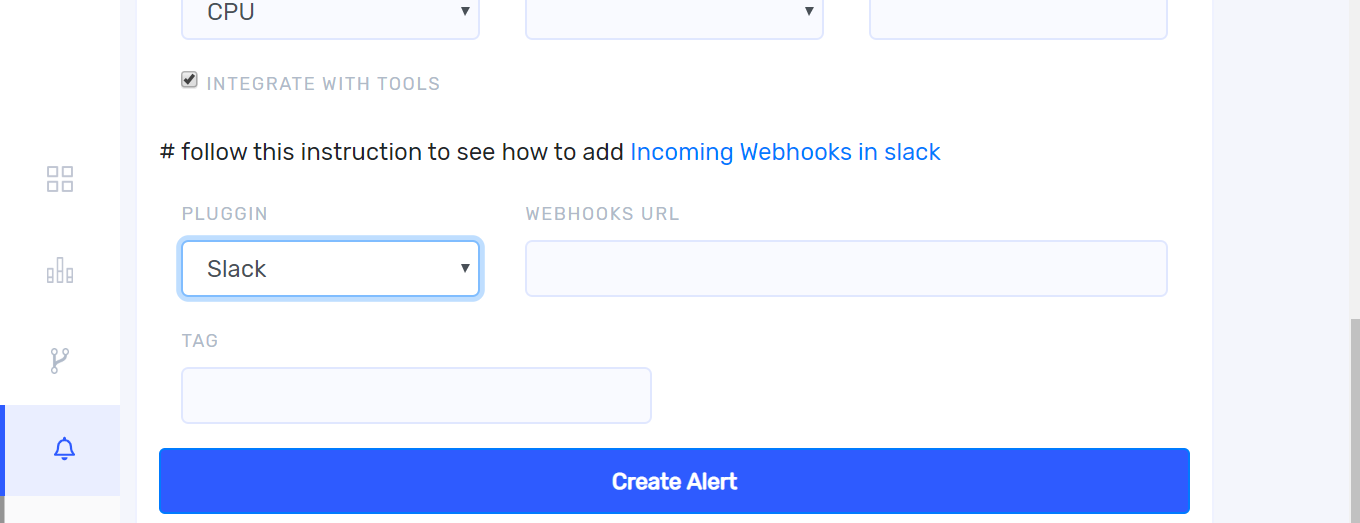 CPU
INTEGRATE WITH TOOLS
# follow this instruction to see how to add Incoming Webhooks in slack
PLUGGIN
WEBHOOKS URL
Slack
TAG
Create Alert